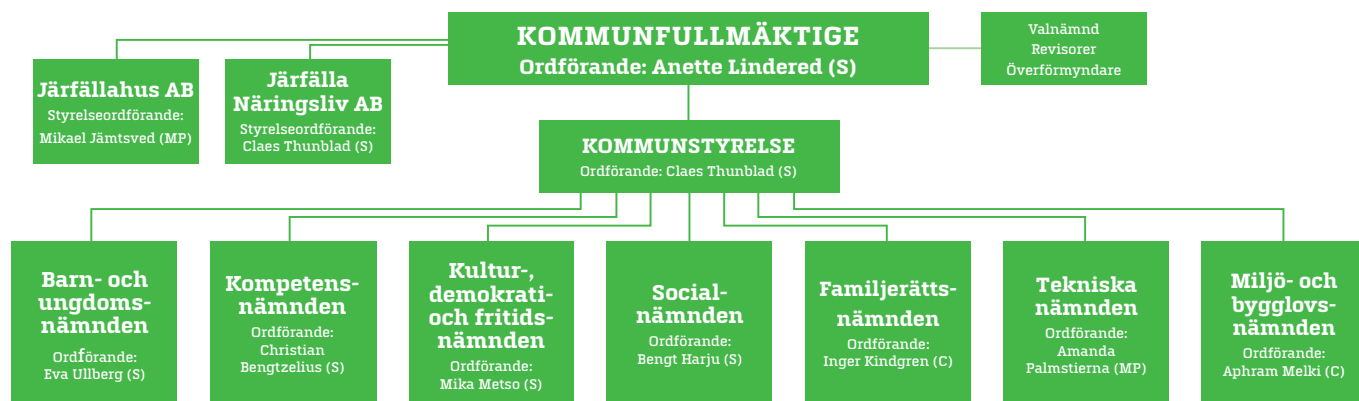 KOMMUNFULLMÄKTIGE
Ordförande: Anette Lindered (S)
Valnämnd
Revisorer
Överförmyndare
Järfällahus AB
Styrelseordförande:
Mikael Jämtsved (MP)
Järfälla
Näringsliv AB
Styrelseordförande:
Claes Thunblad (S)
KOMMUNSTYRELSE
Ordförande: Claes Thunblad (S)
Barn- och
ungdoms-
nämnden
Ordförande:
Eva Ullberg (S)
Kompetens-
nämnden
Ordförande:
Christian
Bengtzelius (S)
Kultur-,
demokrati-
och fritids-
nämnden
Ordförande:
Mika Metso (S)
Social-
nämnden
Ordförande:
Bengt Harju (S)
Familjerätts-
nämnden
Ordförande:
Inger Kindgren (C)
Tekniska
nämnden
Ordförande:
Amanda
Palmstierna (MP)
Miljö- och
bygglovs-
nämnden
Ordförande:
Aphram Melki (C)